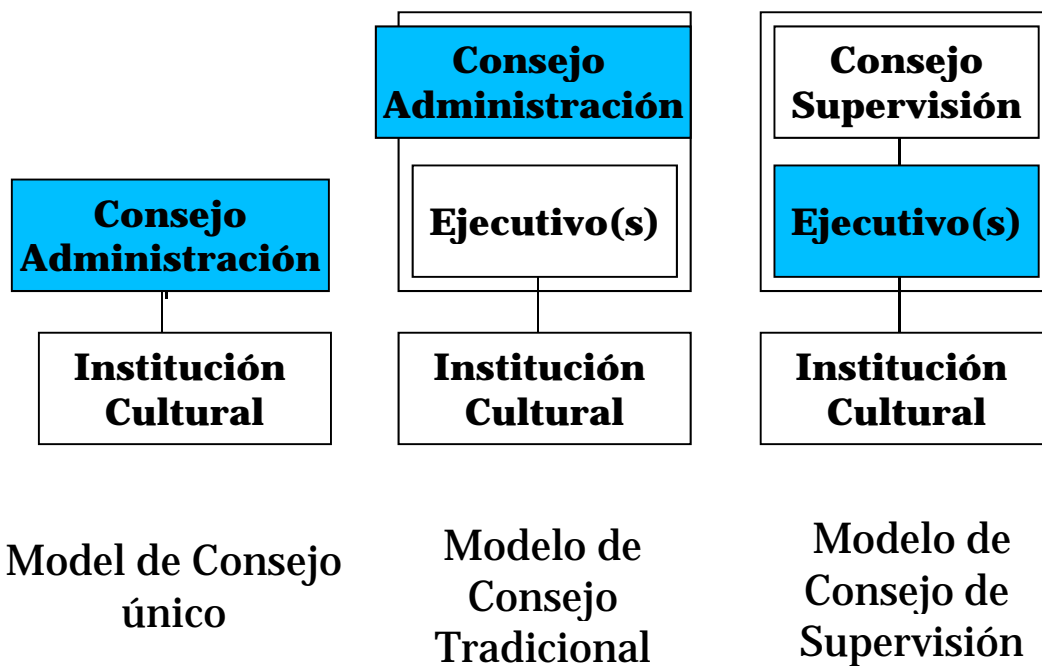 Consejo
Administración
Institución
Cultural
Model de Consejo
único
Consejo
Administración
Ejecutivo(s)
Institución
Cultural
Modelo de
Consejo
Tradicional
Consejo
Supervisión
Ejecutivo(s)
Institución
Cultural
Modelo de
Consejo de
Supervisión